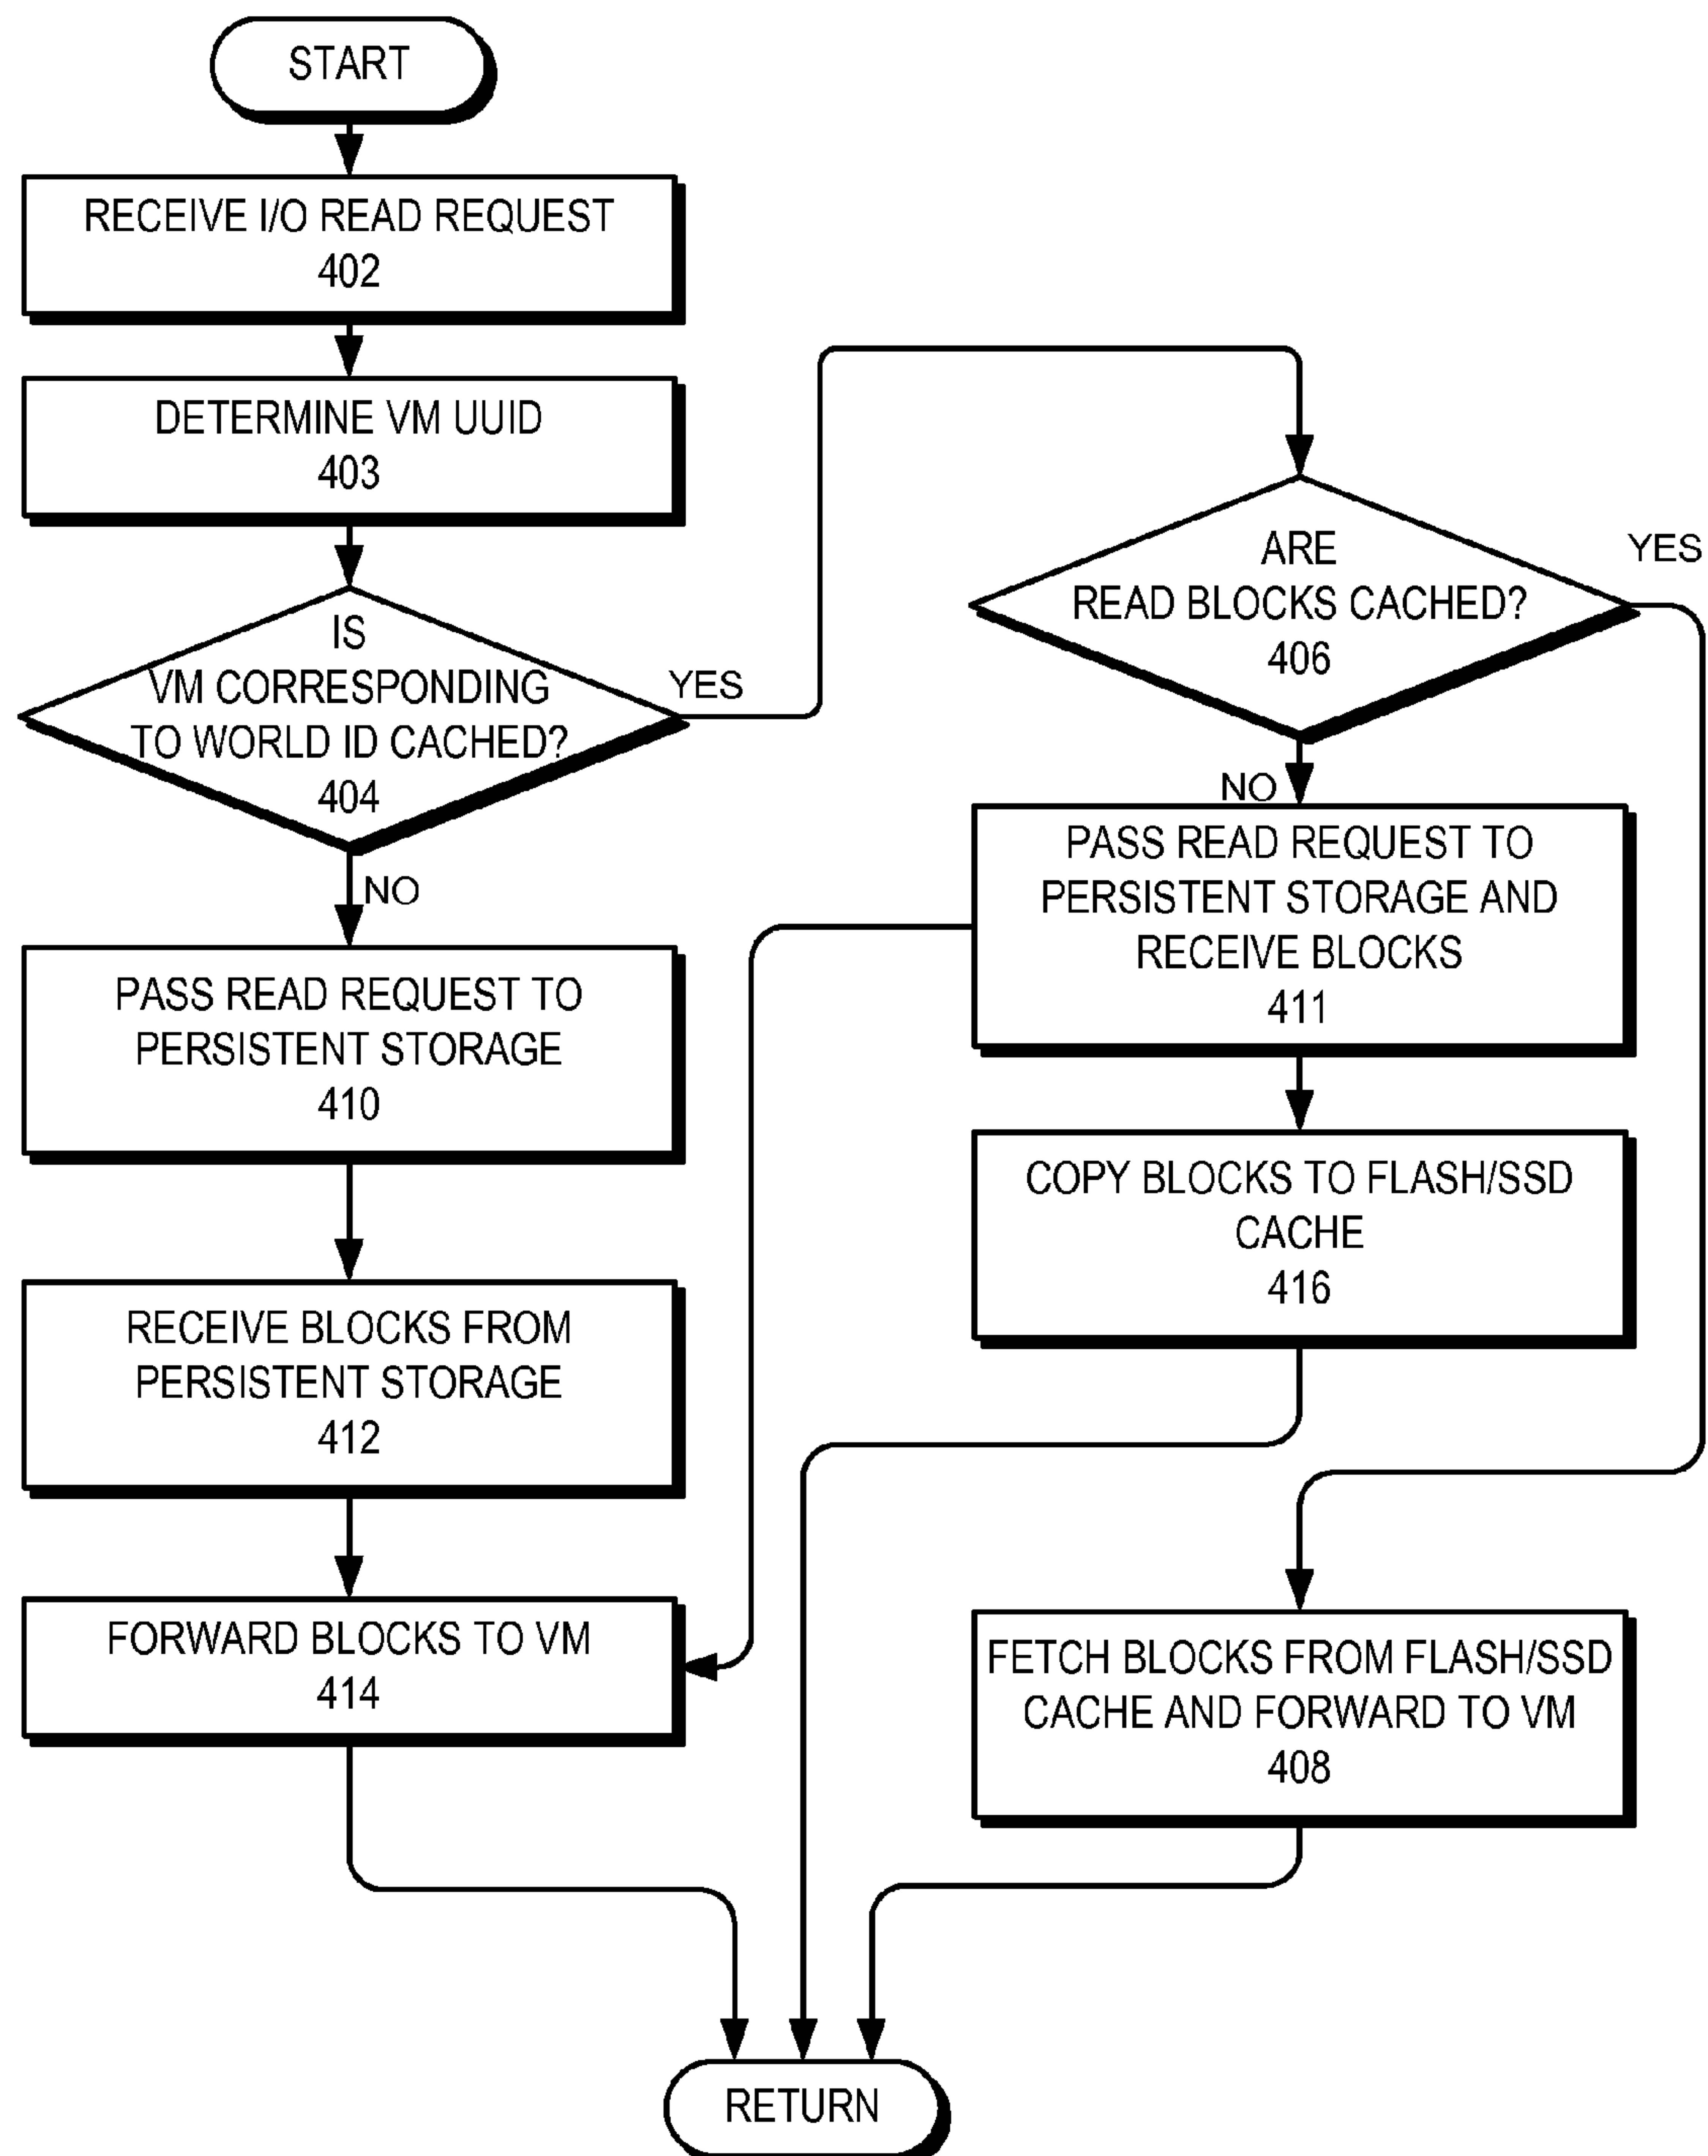 START
RECEIVE I/O READ REQUEST
402
DETERMINE VM UUID
403
IS
VM CORRESPONDING
TO WORLD ID CACHED?
404
YES
NO
PASS READ REQUEST TO
PERSISTENT STORAGE
410
RECEIVE BLOCKS FROM
PERSISTENT STORAGE
412
FORWARD BLOCKS TO VM
414
ARE
READ BLOCKS CACHED?
406
YES
NO
PASS READ REQUEST TO
PERSISTENT STORAGE AND
RECEIVE BLOCKS
411
COPY BLOCKS TO FLASH/SSD
CACHE
416
FETCH BLOCKS FROM FLASH/SSD
CACHE AND FORWARD TO VM
408
RETURN